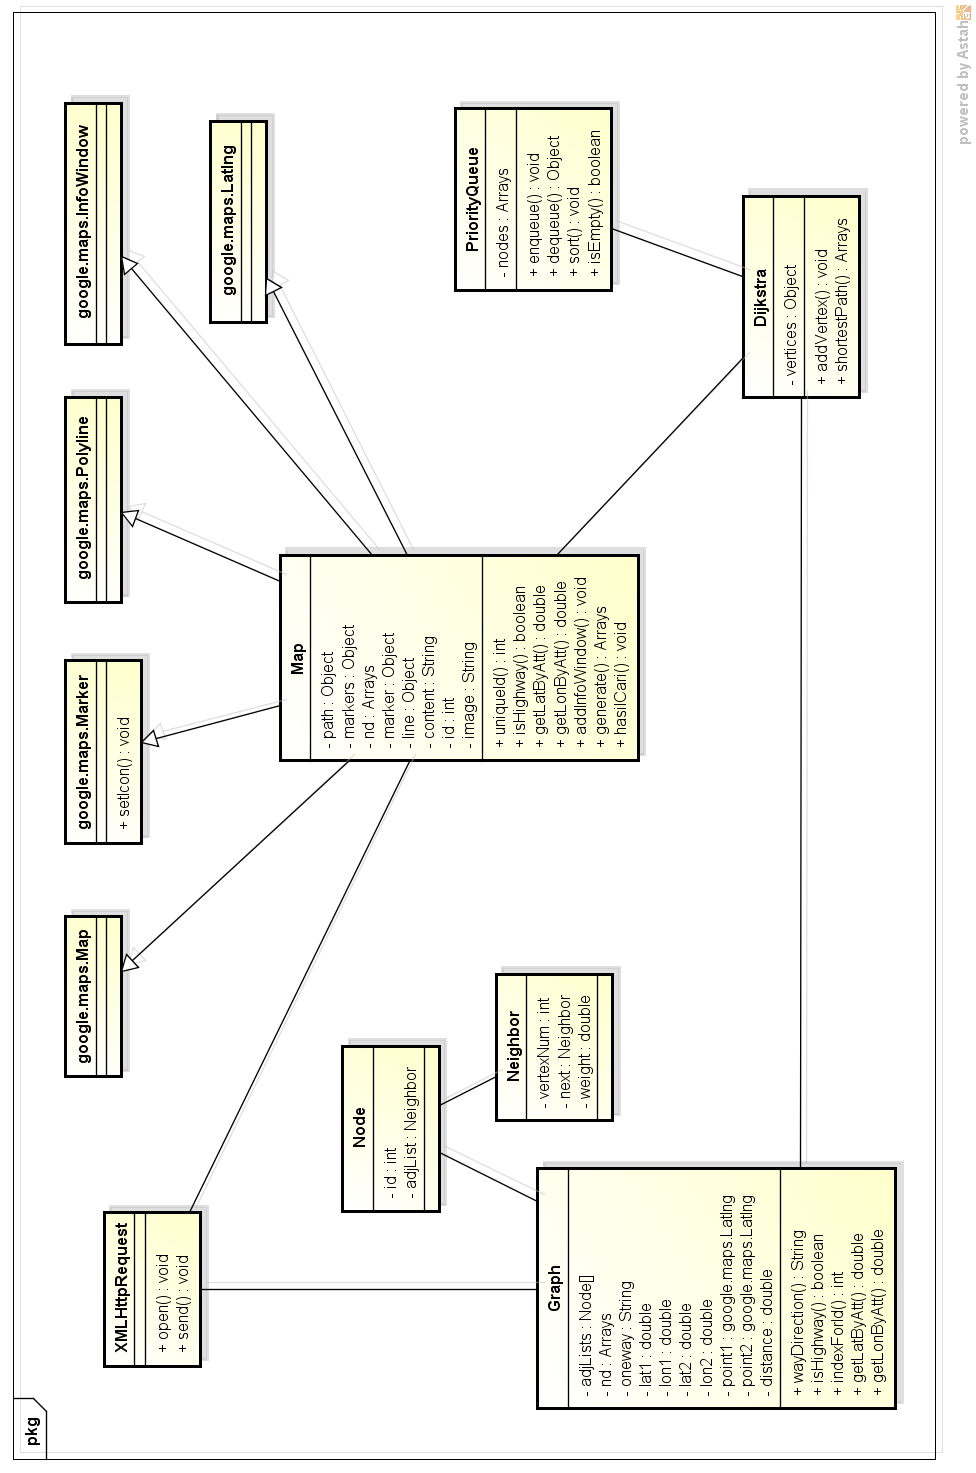 pkg
XMLHttpRequest
+ open() : void
+ send() : void
google.maps.Map
google.maps.Marker
+ setIcon() : void
google.maps.Polyline
google.maps.InfoWindow
google.maps.LatIng
Map
- path : Object
- markers : Object
- nd : Arrays
- marker : Object
- line : Object
- content : String
- id : int
- image : String
+ uniqueId() : int
+ isHighway() : boolean
+ getLatByAtt() : double
+ getLonByAtt() : double
+ addInfoWindow() : void
+ generate() : Arrays
+ hasilCari() : void
Node
- id : int
- adjList : Neighbor
Neighbor
- vertexNum : int
- next : Neighbor
- weight : double
PriorityQueue
- nodes : Arrays
+ enqueue() : void
+ dequeue() : Object
+ sort() : void
+ isEmpty() : boolean
Graph
- adjLists : Node[]
- nd : Arrays
- oneway : String
- lat1 : double
- lon1 : double
- lat2 : double
- lon2 : double
- point1 : google.maps.LatIng
- point2 : google.maps.LatIng
- distance : double
+ wayDirection() : String
+ isHighway() : boolean
+ indexForId() : int
+ getLatByAtt() : double
+ getLonByAtt() : double
Dijkstra
- vertices : Object
+ addVertex() : void
+ shortestPath() : Arrays
powered by Astah